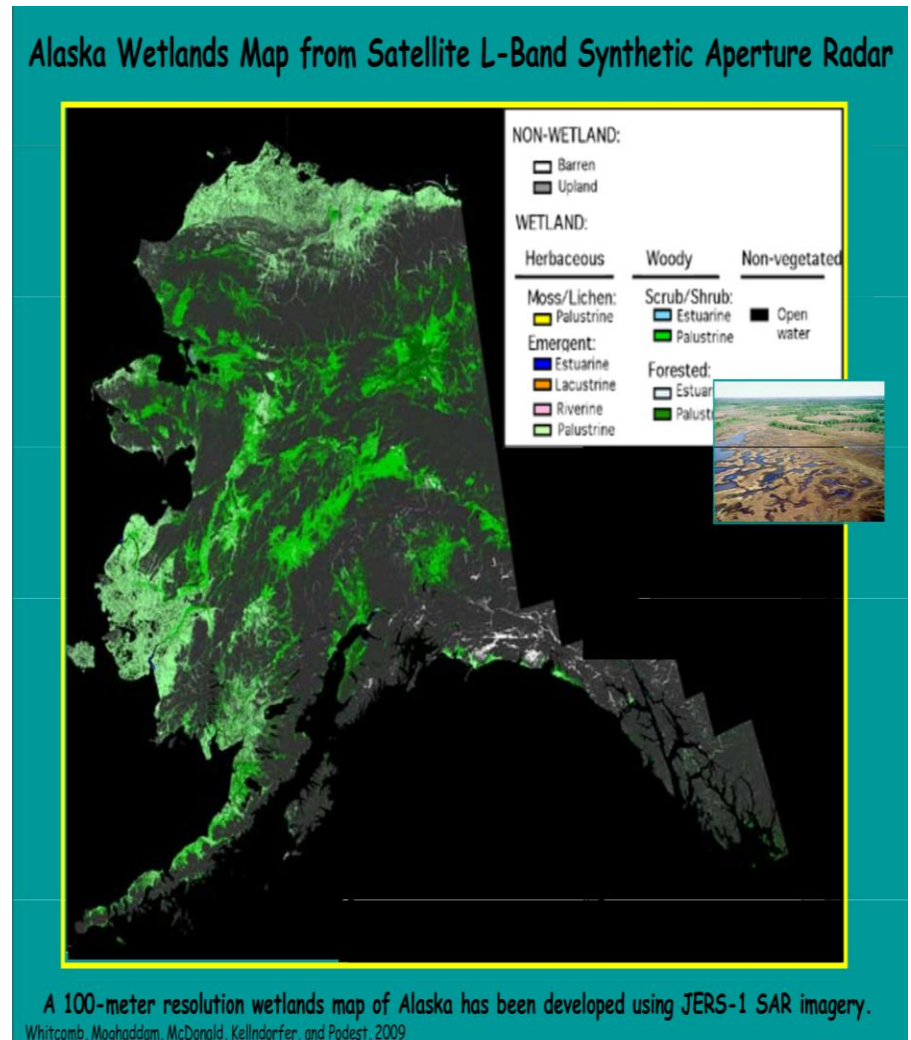 Alaska Wetlands Map from Satellite L-Band Synthetic Aperture Radar
NON-WETLAND:
Barren
Upland
WETLAND:
Herbaceous
Moss/Lichen:
Palustrine
Emergent:
Estuarine
Lacustrine
Riverine
Palustrine
Woody
Scrub/Shrub:
Estuarine
Palustrine
Forested:
Estuar
Palust
Non-vegetated
Open
water
A 100-meter resolution wetlands map of Alaska has been developed using JERS-1 SAR imagery.
Whitcomb, Moghaddam, McDonald, Kellndorfer, and Podest, 2009